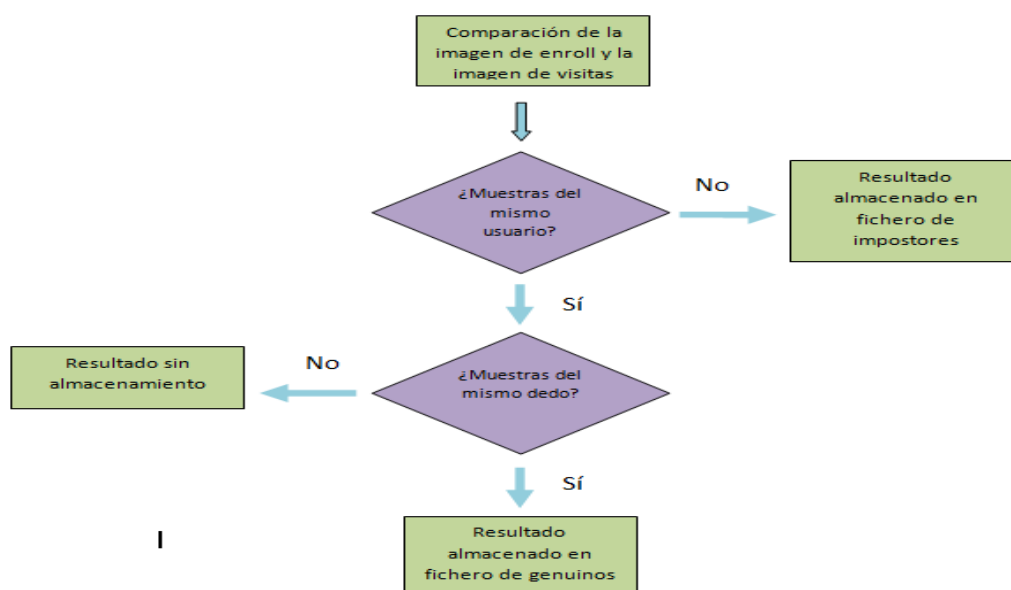 Comparación de la
imagen de enroll y la
imagen de visitas
¿Muestras del
mismo
usuario?
No
Resultado
almacenado en
fichero de
impostores
Sí
Resultado sin
almacenamiento
No
¿Muestras del
mismo dedo?
Sí
I
Resultado
almacenado en
fichero de genuinos